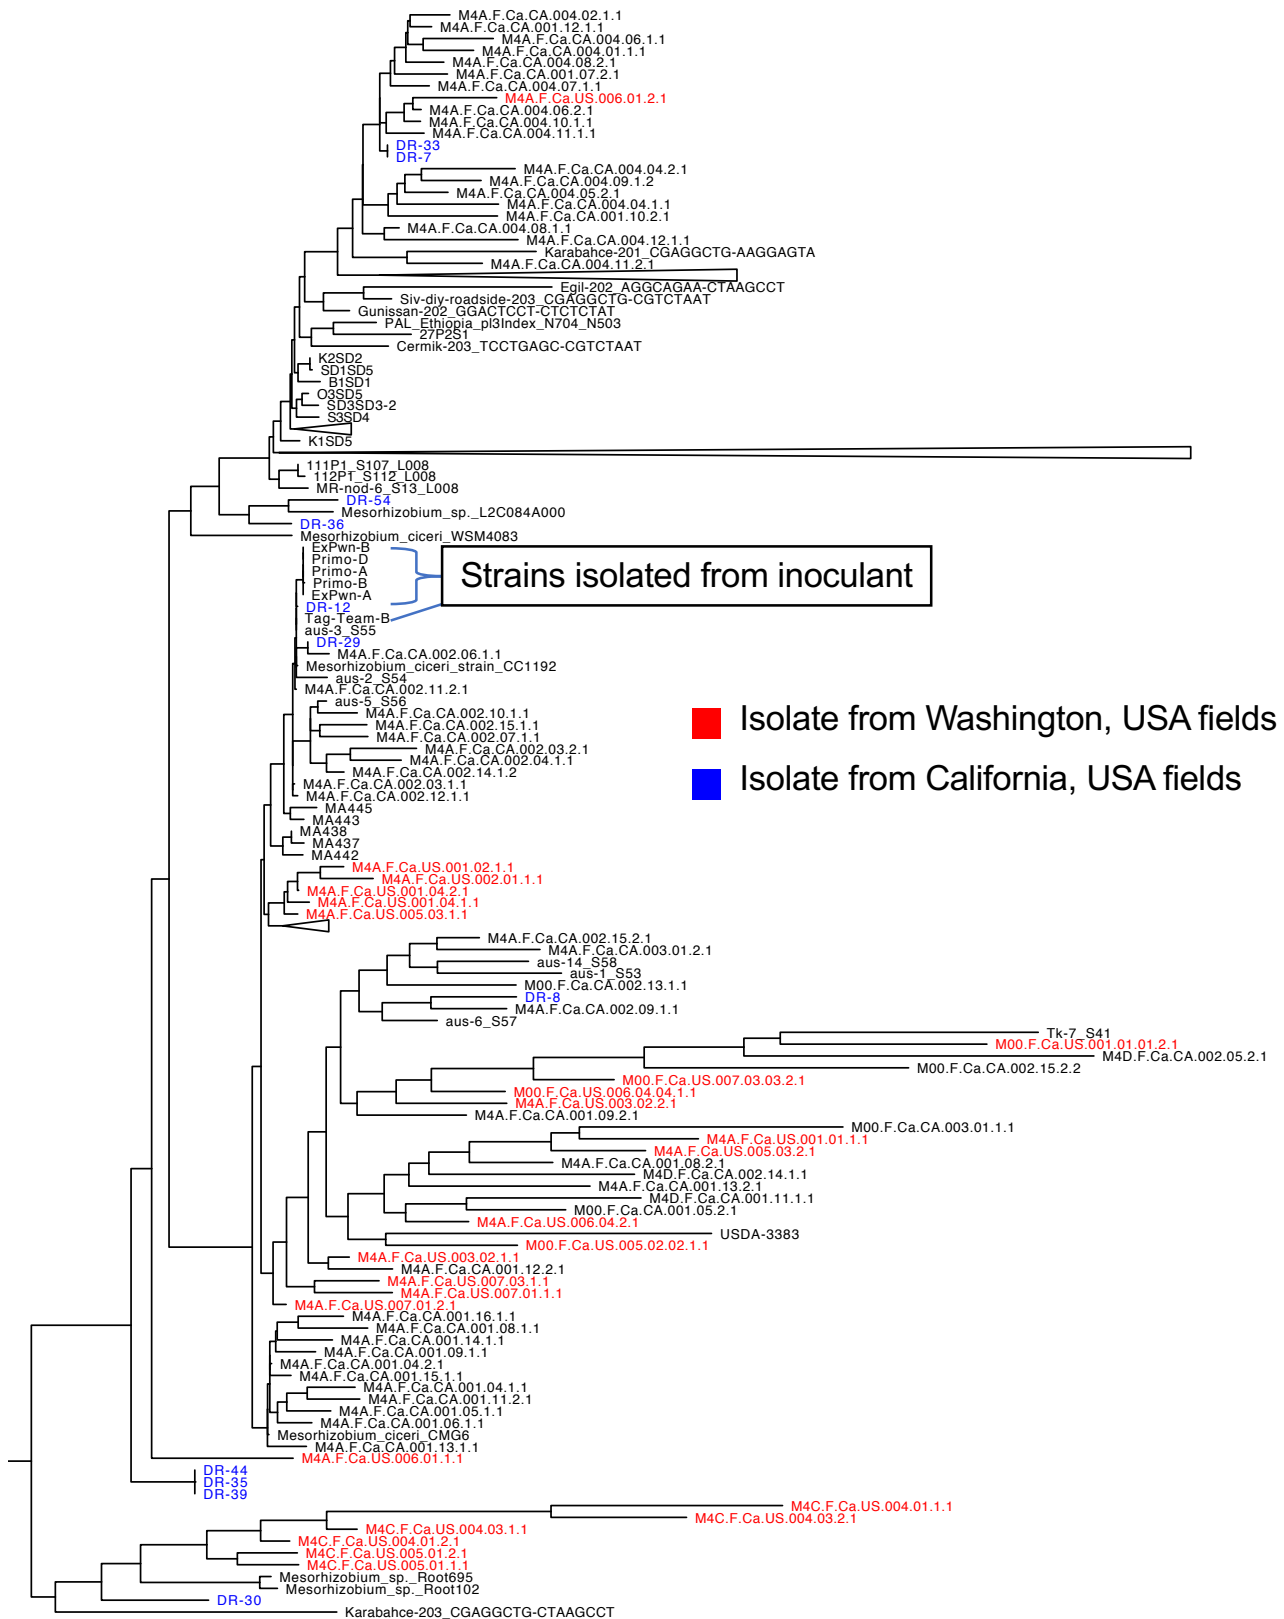 M4A.F.Ca.CA.004.02.1.1
M4A.F.Ca.CA.001.12.1.1
M4A.F.Ca.CA.004.06.1.1
M4A.F.Ca.CA.004.01.1.1
M4A.F.Ca.CA.004.08.2.1
M4A.F.Ca.CA.001.07.2.1
M4A.F.Ca.CA.004.07.1.1
M4A.F.Ca.US.006.01.2.1
M4A.F.Ca.CA.004.06.2.1
M4A.F.Ca.CA.004.10.1.1
M4A.F.Ca.CA.004.11.1.1
DR-33
DR-7
M4A.F.Ca.CA.004.04.2.1
M4A.F.Ca.CA.004.09.1.2
M4A.F.Ca.CA.004.05.2.1
M4A.F.Ca.CA.004.04.1.1
M4A.F.Ca.CA.001.10.2.1
M4A.F.Ca.CA.004.08.1.1
M4A.F.Ca.CA.004.12.1.1
Karabahce-201_CGAGGCTG-AAGGAGTA
M4A.F.Ca.CA.004.11.2.1
Egil-202_AGGCAGAA-CTAAGCCT
Siv-diy-roadside-203_CGAGGCTG-CGTCTAAT
Gunissan-202_GGACTCCT-CTCTCTAT
PAL_Ethiopia_pl3Index_N704_N503
27P2S1
Cermik-203_TCCTGAGC-CGTCTAAT
K2SD2
SD1SD5
B1SD1
O3SD5
SD3SD3-2
S3SD4
K1SD5
111P1_S107_L008
112P1_S112_L008
MR-nod-6_S13_L008
DR-54
Mesorhizobium_sp._L2C084A000
DR-36
Mesorhizobium_ciceri_WSM4083
ExPwn-B
Primo-D
Primo-A
Primo-B
ExPwn-A
Strains isolated from inoculant
DR-12
Tag-Team-B
aus-3_S55
DR-29
M4A.F.Ca.CA.002.06.1.1
Mesorhizobium_ciceri_strain_CC1192
aus-2_S54
M4A.F.Ca.CA.002.11.2.1
aus-5_S56
M4A.F.Ca.CA.002.10.1.1
M4A.F.Ca.CA.002.15.1.1
M4A.F.Ca.CA.002.07.1.1
M4A.F.Ca.CA.002.03.2.1
M4A.F.Ca.CA.002.04.1.1
M4A.F.Ca.CA.002.14.1.2
M4A.F.Ca.CA.002.03.1.1
M4A.F.Ca.CA.002.12.1.1
Isolate from Washington, USA fields
Isolate from California, USA fields
MA445
MA443
MA438
MA437
MA442
M4A.F.Ca.US.001.02.1.1
M4A.F.Ca.US.002.01.1.1
M4A.F.Ca.US.001.04.2.1
M4A.F.Ca.US.001.04.1.1
M4A.F.Ca.US.005.03.1.1
M4A.F.Ca.CA.002.15.2.1
M4A.F.Ca.CA.003.01.2.1
aus-14_S58
aus-1_S53
M00.F.Ca.CA.002.13.1.1
DR-8
M4A.F.Ca.CA.002.09.1.1
aus-6_S57
Tk-7_S41
M00.F.Ca.US.001.01.01.2.1
M4D.F.Ca.CA.002.05.2.1
M00.F.Ca.CA.002.15.2.2
M00.F.Ca.US.007.03.03.2.1
M00.F.Ca.US.006.04.04.1.1
M4A.F.Ca.US.003.02.2.1
M4A.F.Ca.CA.001.09.2.1
M00.F.Ca.CA.003.01.1.1
M4A.F.Ca.US.001.01.1.1
M4A.F.Ca.US.005.03.2.1
M4A.F.Ca.CA.001.08.2.1
M4D.F.Ca.CA.002.14.1.1
M4A.F.Ca.CA.001.13.2.1
M4D.F.Ca.CA.001.11.1.1
M00.F.Ca.CA.001.05.2.1
M4A.F.Ca.US.006.04.2.1
USDA-3383
M00.F.Ca.US.005.02.02.1.1
M4A.F.Ca.US.003.02.1.1
M4A.F.Ca.CA.001.12.2.1
M4A.F.Ca.US.007.03.1.1
M4A.F.Ca.US.007.01.1.1
M4A.F.Ca.US.007.01.2.1
M4A.F.Ca.CA.001.16.1.1
M4A.F.Ca.CA.001.08.1.1
M4A.F.Ca.CA.001.14.1.1
M4A.F.Ca.CA.001.09.1.1
M4A.F.Ca.CA.001.04.2.1
M4A.F.Ca.CA.001.15.1.1
M4A.F.Ca.CA.001.04.1.1
M4A.F.Ca.CA.001.11.2.1
M4A.F.Ca.CA.001.05.1.1
M4A.F.Ca.CA.001.06.1.1
Mesorhizobium_ciceri_CMG6
M4A.F.Ca.CA.001.13.1.1
M4A.F.Ca.US.006.01.1.1
DR-44
DR-35
DR-39
M4C.F.Ca.US.004.01.1.1
M4C.F.Ca.US.004.03.2.1
M4C.F.Ca.US.004.03.1.1
M4C.F.Ca.US.004.01.2.1
M4C.F.Ca.US.005.01.2.1
M4C.F.Ca.US.005.01.1.1
Mesorhizobium_sp._Root695
Mesorhizobium_sp._Root102
DR-30
Karabahce-203_CGAGGCTG-CTAAGCCT